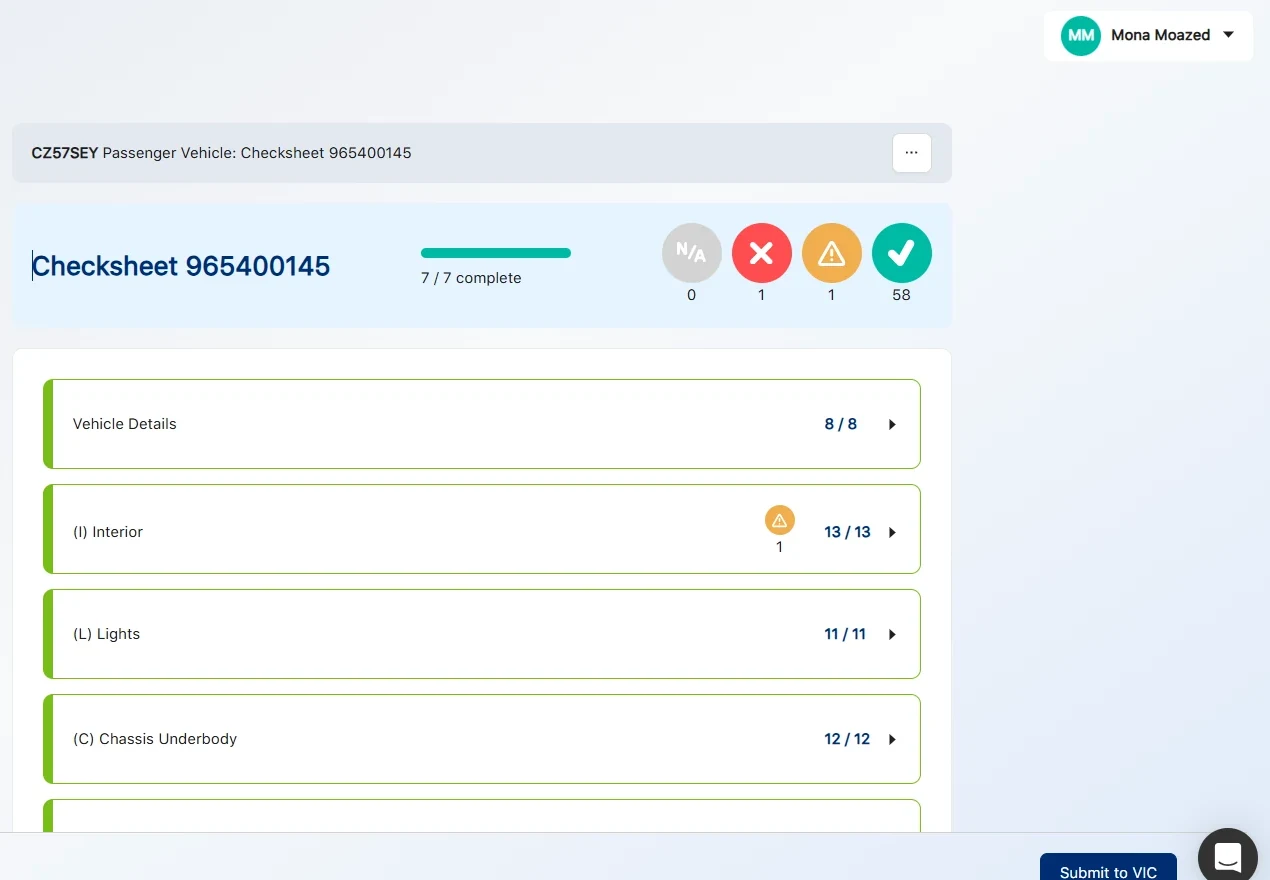 MM Mona Moazed
CZ57SEY Passenger Vehicle: Checksheet 965400145
...
Checksheet 965400145
7 / 7 complete
N/A
0
1
1
58
Vehicle Details 8 / 8
(I) Interior 1 13 / 13
(L) Lights 11 / 11
(C) Chassis Underbody 12 / 12
Submit to VIC